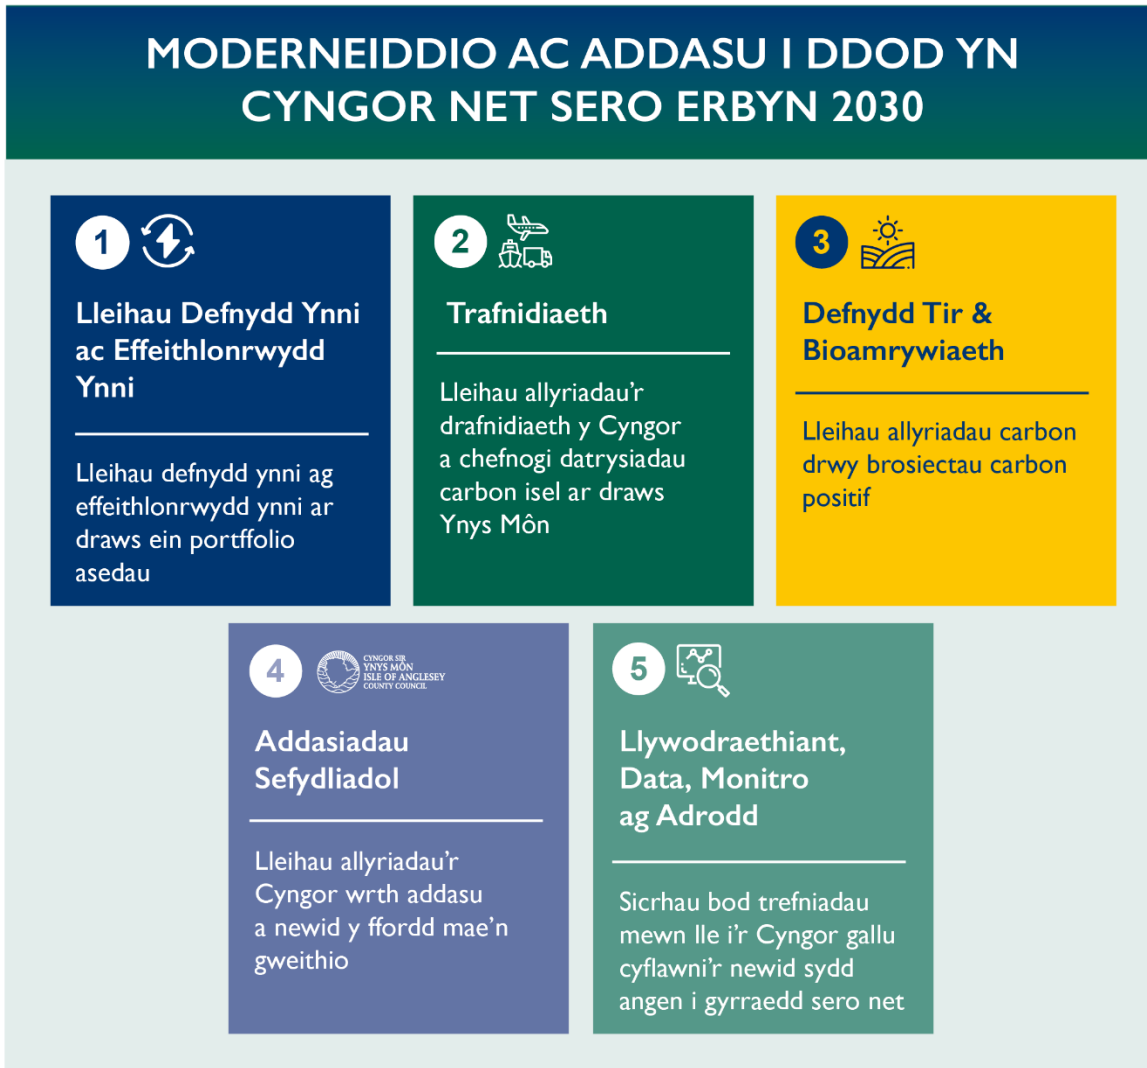 MODERNEIDDIO AC ADDASU I DDOD YN
CYNGOR NET SERO ERBYN 2030
1
Lleihau Defnydd Ynni
ac Effeithlonrwydd
Ynni
Lleihau defnydd ynni ag
effeithlonrwydd ynni ar
draws ein portffolio
asedau
2
Trafnidiaeth
Lleihau allyriadau’r
drafnidiaeth y Cyngor
a chefnogi datrysiadau
carbon isel ar draws
Ynys Môn
3
Defnydd Tir &
Bioamrywiaeth
Lleihau allyriadau carbon
drwy brosiectau carbon
positif
4
CYNGOR SIR
YNYS MÔN
ISLE OF ANGLESEY
COUNTY COUNCIL
Addasiadau
Sefydliadol
Lleihau allyriadau’r
Cyngor wrth addasu
a newid y ffordd mae’n
gweithio
5
Llywodraethiant,
Data, Monitro
ag Adrodd
Sicrhau bod trefniadau
mewn lle i’r Cyngor gallu
cyflawni’r newid sydd
angen i gyrraedd sero net